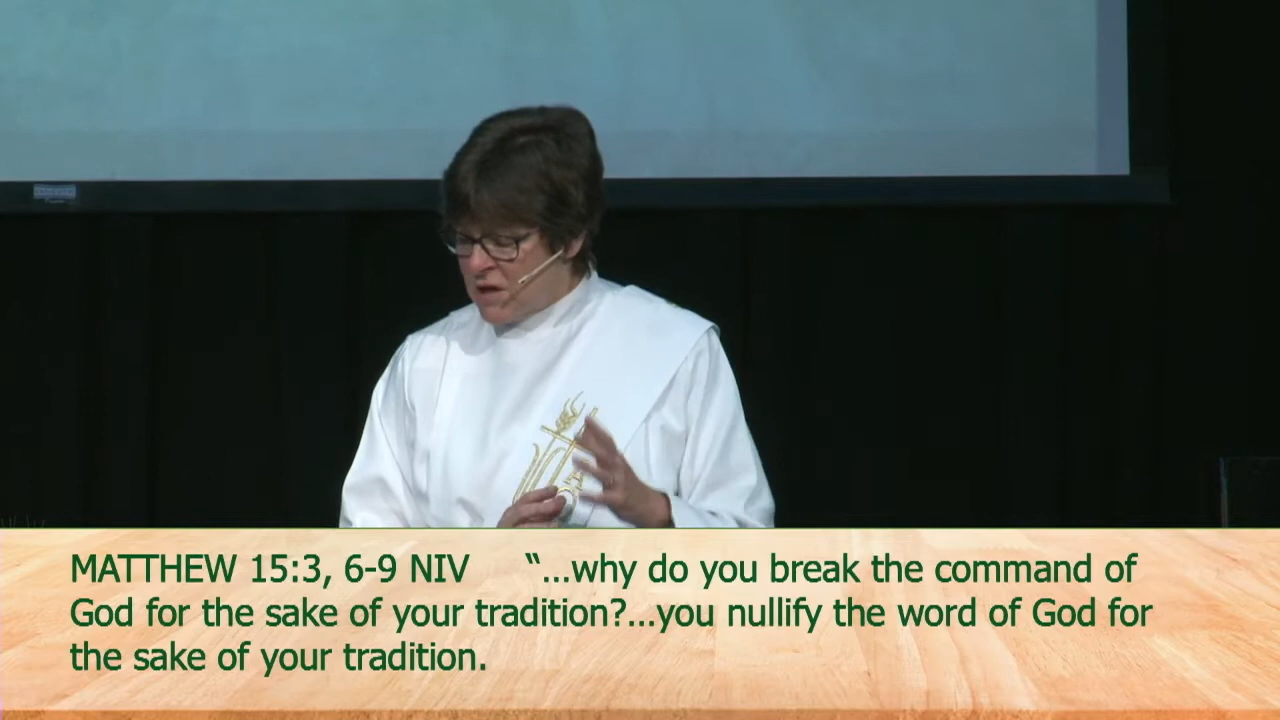 MATTHEW 15:3, 6-9 NIV “...why do you break the command of
God for the sake of your tradition?...you nullify the word of God for
the sake of your tradition.